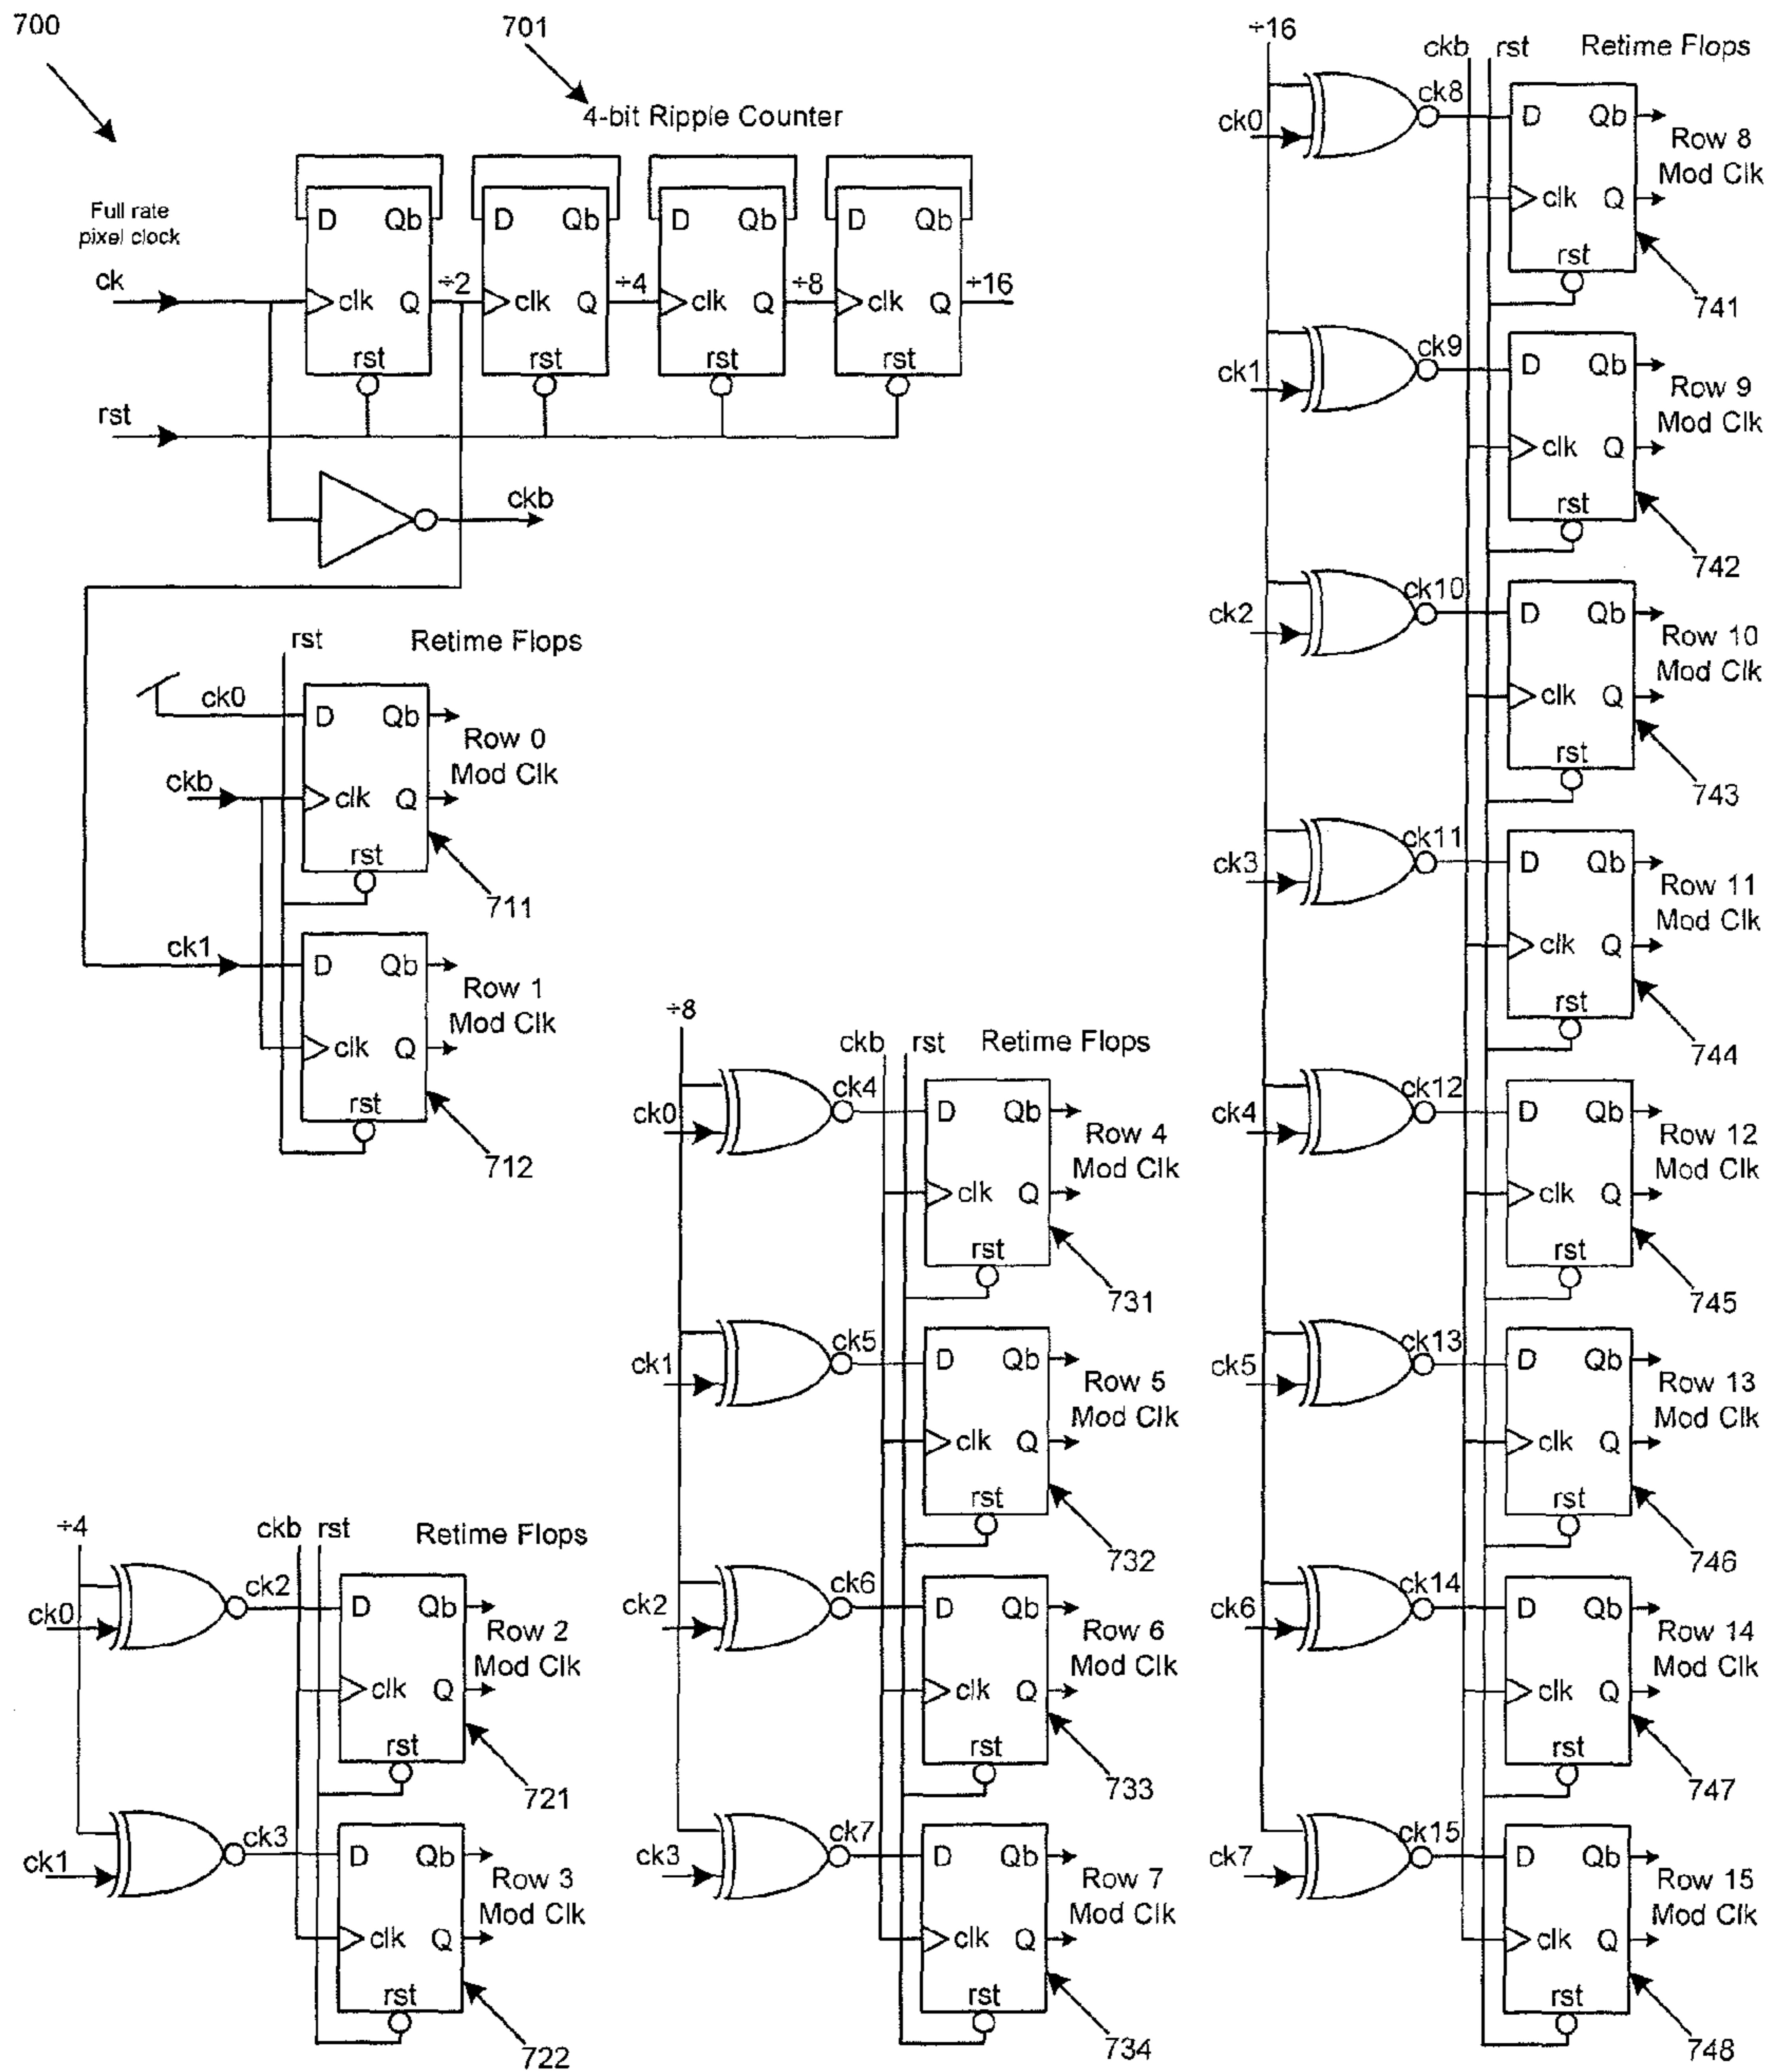 700
701
4-bit Ripple Counter
Full rate
pixel clock
ck
D Qb D Qb D Qb D Qb
clk Q ÷2 clk Q ÷4 clk Q ÷8 clk Q ÷16
rst rst rst rst
rst
ckb
rst Retime Flops
ck0 D Qb
Row 0
Mod Clk
ckb clk Q
rst
711
ck1 D Qb
Row 1
Mod Clk
clk Q
rst
712
÷4 ckb rst Retime Flops
ck0 ck2 D Qb
Row 2
Mod Clk
clk Q
rst
721
ck1 ck3 D Qb
Row 3
Mod Clk
clk Q
rst
722
÷8 ckb rst Retime Flops
ck0 ck4 D Qb
Row 4
Mod Clk
clk Q
rst
731
ck1 ck5 D Qb
Row 5
Mod Clk
clk Q
rst
732
ck2 ck6 D Qb
Row 6
Mod Clk
clk Q
rst
733
ck3 ck7 D Qb
Row 7
Mod Clk
clk Q
rst
734
÷16 ckb rst Retime Flops
ck0 ck8 D Qb
Row 8
Mod Clk
clk Q
rst
741
ck1 ck9 D Qb
Row 9
Mod Clk
clk Q
rst
742
ck2 ck10 D Qb
Row 10
Mod Clk
clk Q
rst
743
ck3 ck11 D Qb
Row 11
Mod Clk
clk Q
rst
744
ck4 ck12 D Qb
Row 12
Mod Clk
clk Q
rst
745
ck5 ck13 D Qb
Row 13
Mod Clk
clk Q
rst
746
ck6 ck14 D Qb
Row 14
Mod Clk
clk Q
rst
747
ck7 ck15 D Qb
Row 15
Mod Clk
clk Q
rst
748